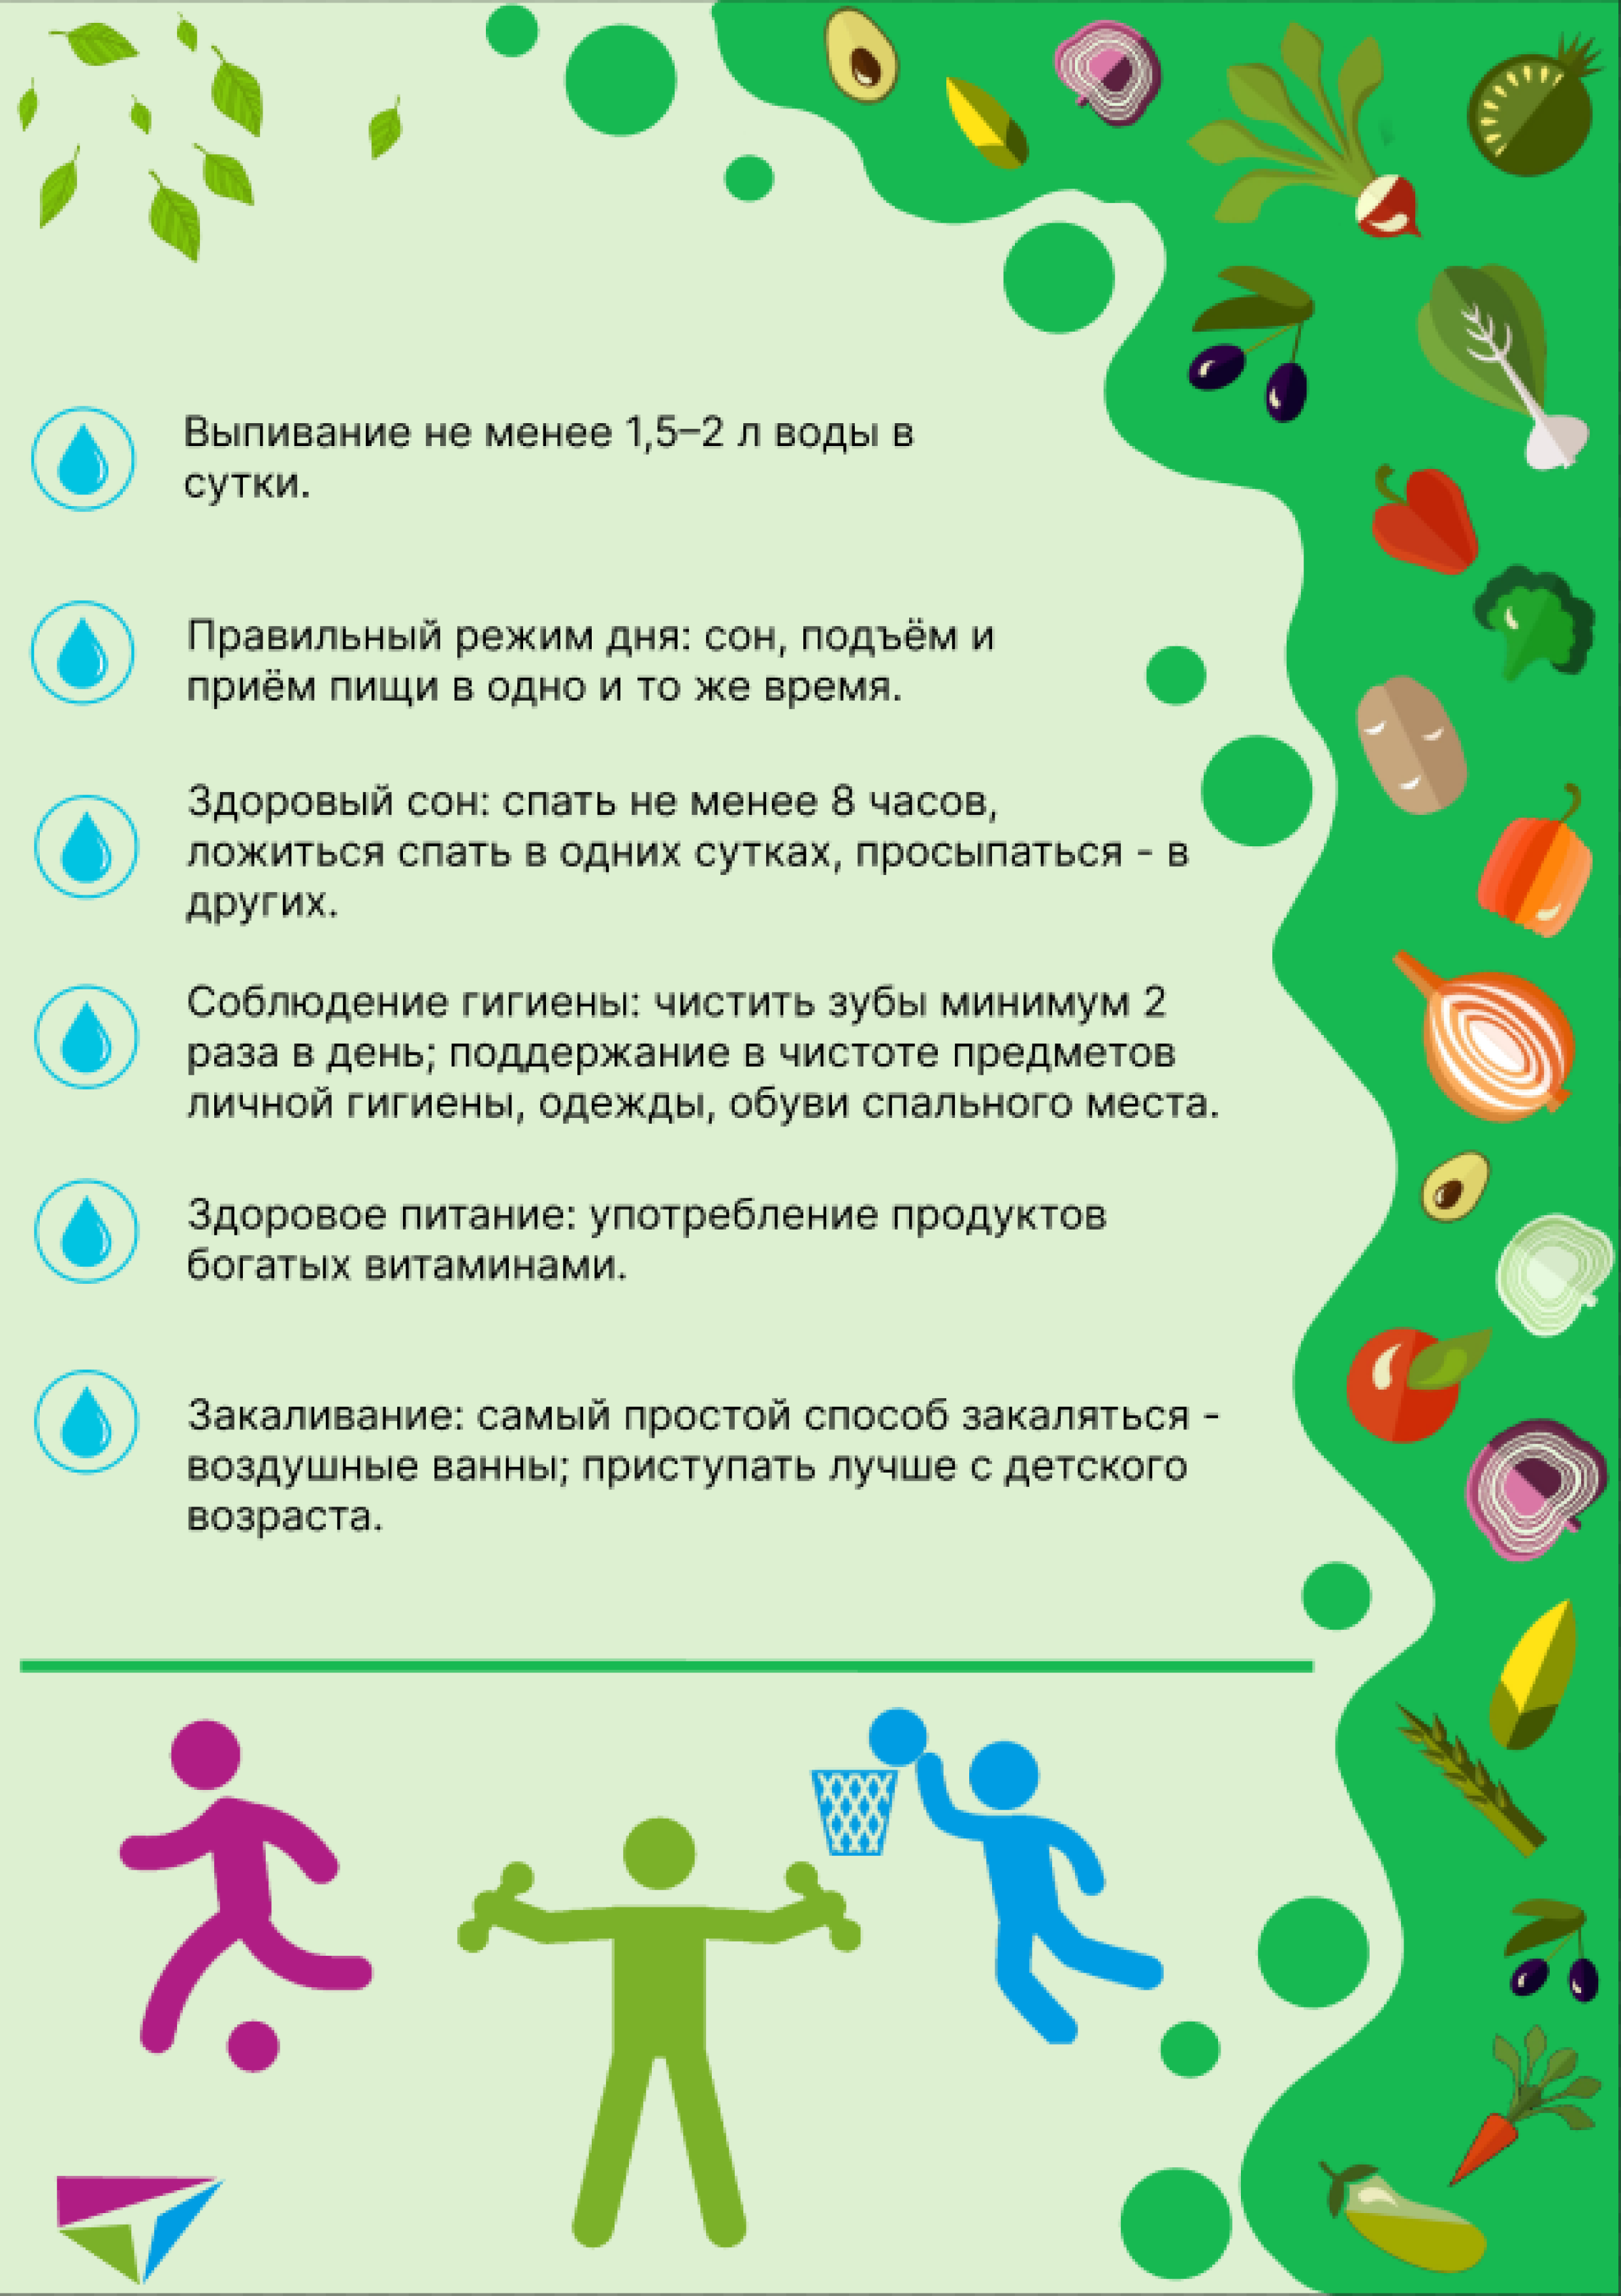 Выпивание не менее 1,5–2 л воды в
сутки.
Правильный режим дня: сон, подъём и
приём пищи в одно и то же время.
Здоровый сон: спать не менее 8 часов,
ложиться спать в одних сутках, просыпаться - в
других.
Соблюдение гигиены: чистить зубы минимум 2
раза в день; поддержание в чистоте предметов
личной гигиены, одежды, обуви спального места.
Здоровое питание: употребление продуктов
богатых витаминами.
Закаливание: самый простой способ закаляться -
воздушные ванны; приступать лучше с детского
возраста.